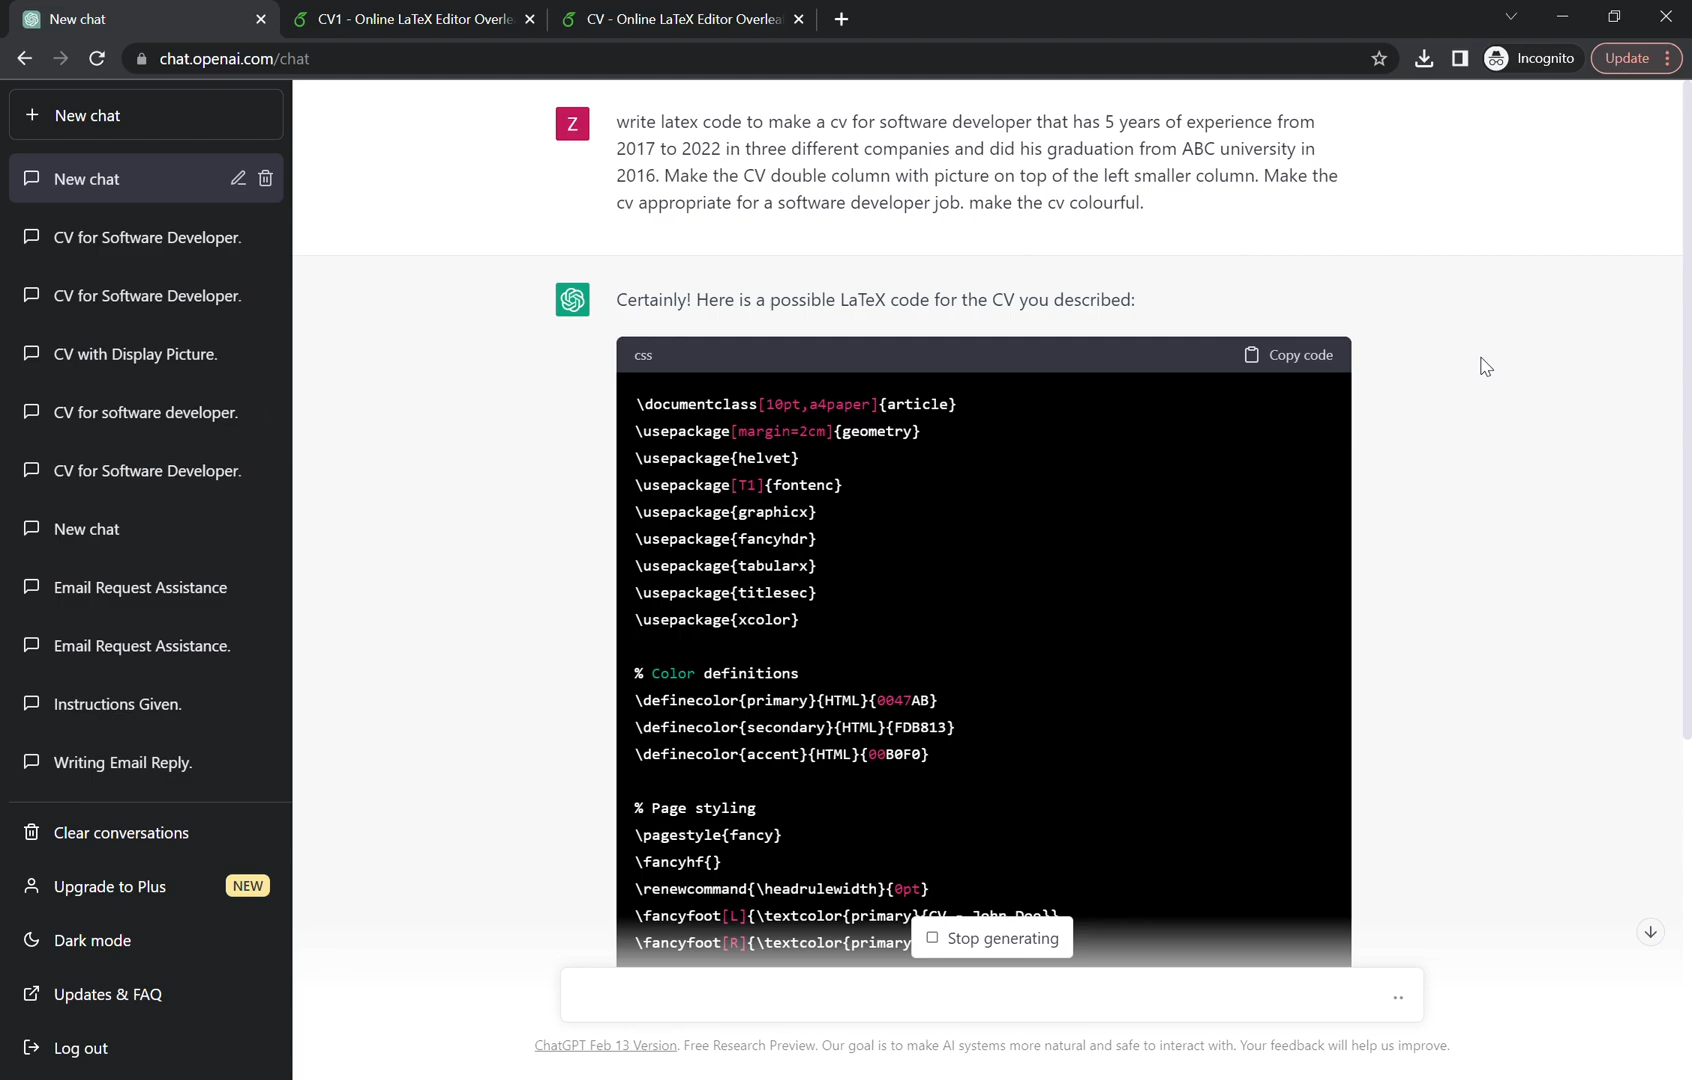 New chat
CV1 - Online LaTeX Editor Overle
CV - Online LaTeX Editor Overlea
chat.openai.com/chat
Incognito
Update
New chat
New chat
CV for Software Developer.
CV for Software Developer.
CV with Display Picture.
CV for software developer.
CV for Software Developer.
New chat
Email Request Assistance
Email Request Assistance.
Instructions Given.
Writing Email Reply.
Clear conversations
Upgrade to Plus
NEW
Dark mode
Updates & FAQ
Log out
Z
write latex code to make a cv for software developer that has 5 years of experience from
2017 to 2022 in three different companies and did his graduation from ABC university in
2016. Make the CV double column with picture on top of the left smaller column. Make the
cv appropriate for a software developer job. make the cv colourful.
Certainly! Here is a possible LaTeX code for the CV you described:
css
Copy code
\documentclass[10pt,a4paper]{article}
\usepackage[margin=2cm]{geometry}
\usepackage{helvet}
\usepackage[T1]{fontenc}
\usepackage{graphicx}
\usepackage{fancyhdr}
\usepackage{tabularx}
\usepackage{titlesec}
\usepackage{xcolor}
% Color definitions
\definecolor{primary}{HTML}{0047AB}
\definecolor{secondary}{HTML}{FDB813}
\definecolor{accent}{HTML}{00B0F0}
% Page styling
\pagestyle{fancy}
\fancyhf{}
\renewcommand{\headrulewidth}{0pt}
\fancyfoot[L]{\textcolor{primary}{CV - John Doe}}
\fancyfoot[R]{\textcolor{primary
Stop generating
ChatGPT Feb 13 Version. Free Research Preview. Our goal is to make AI systems more natural and safe to interact with. Your feedback will help us improve.